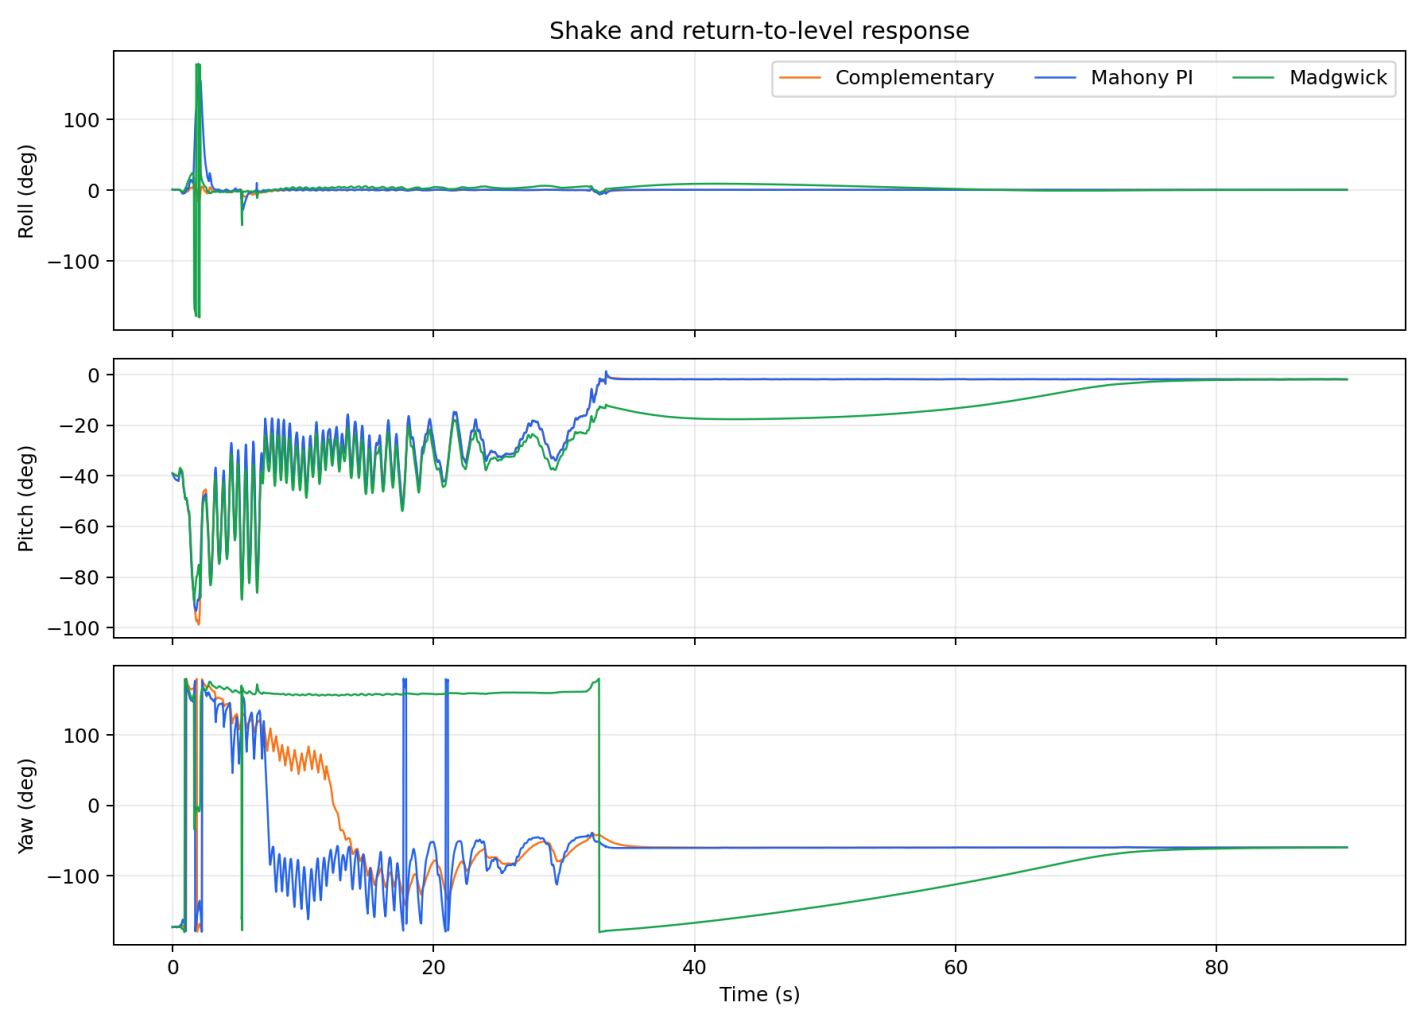 Shake and return-to-level response
Complementary Mahony PI Madgwick
Roll (deg)
100
0
−100
Pitch (deg)
0
−20
−40
−60
−80
−100
Yaw (deg)
100
0
−100
0 20 40 60 80
Time (s)